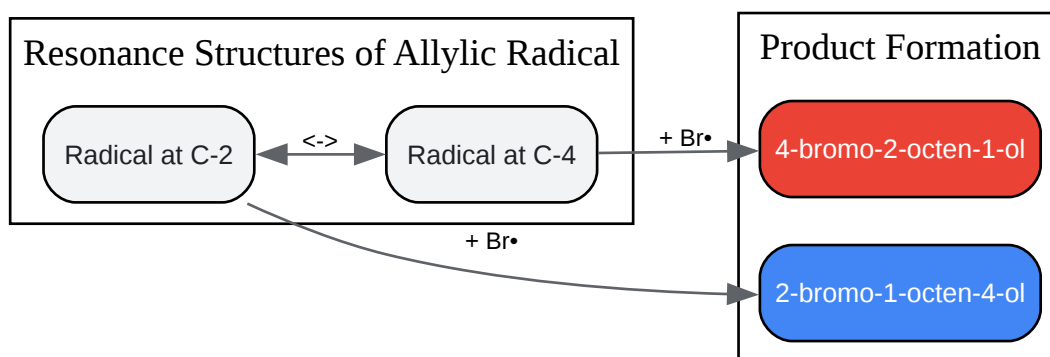 Resonance Structures of Allylic Radical
Radical at C-2
<->
Radical at C-4
+ Br•
+ Br•
Product Formation
4-bromo-2-octen-1-ol
2-bromo-1-octen-4-ol